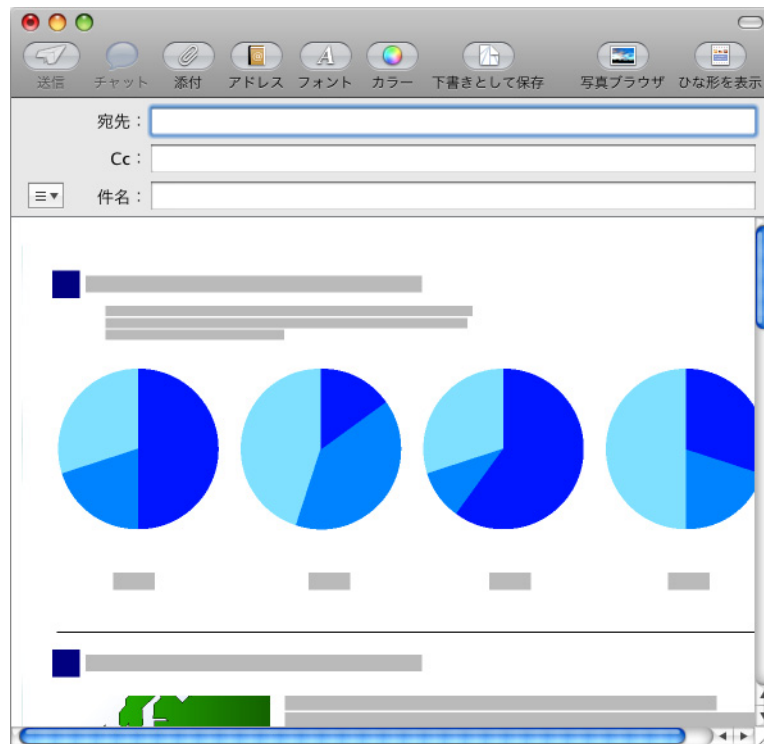 送信 チャット 添付 アドレス フォント カラー 下書きとして保存 写真ブラウザ ひな形を表示
宛先：
Cc：
件名：